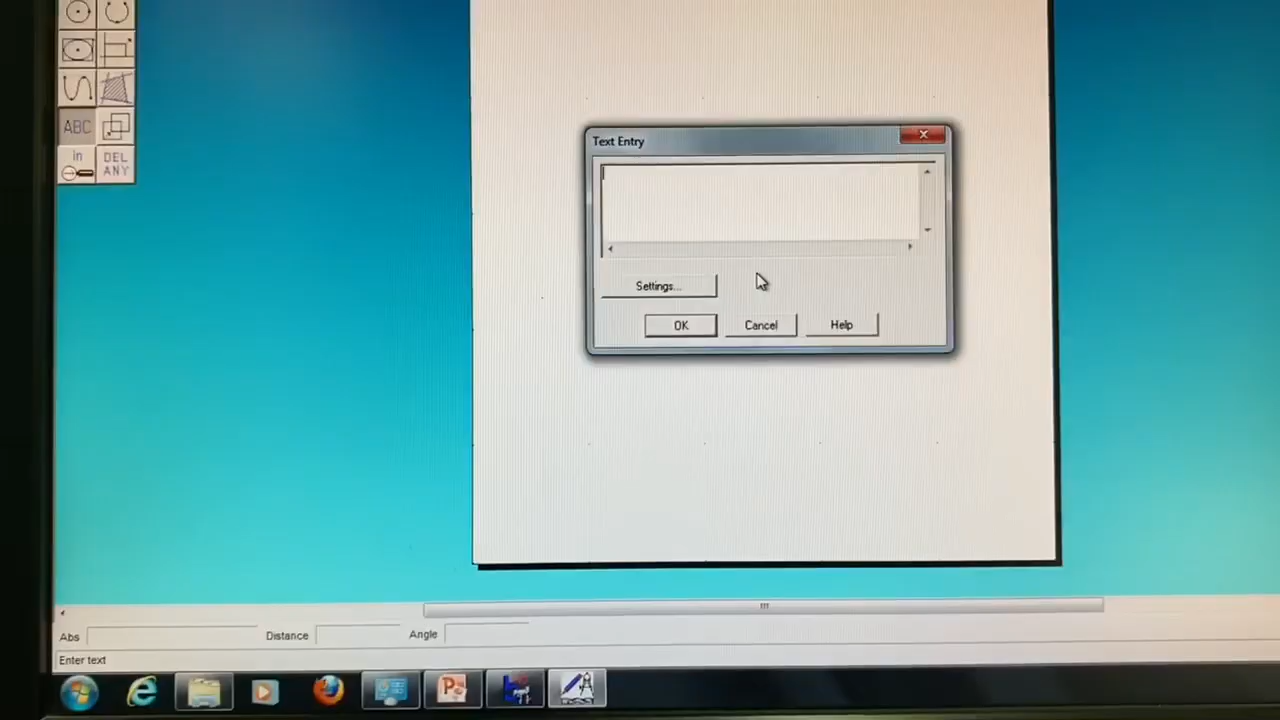 ABC
in
DEL
ANY
Text Entry
Settings...
OK
Cancel
Help
Abs
Distance
Angle
Enter text